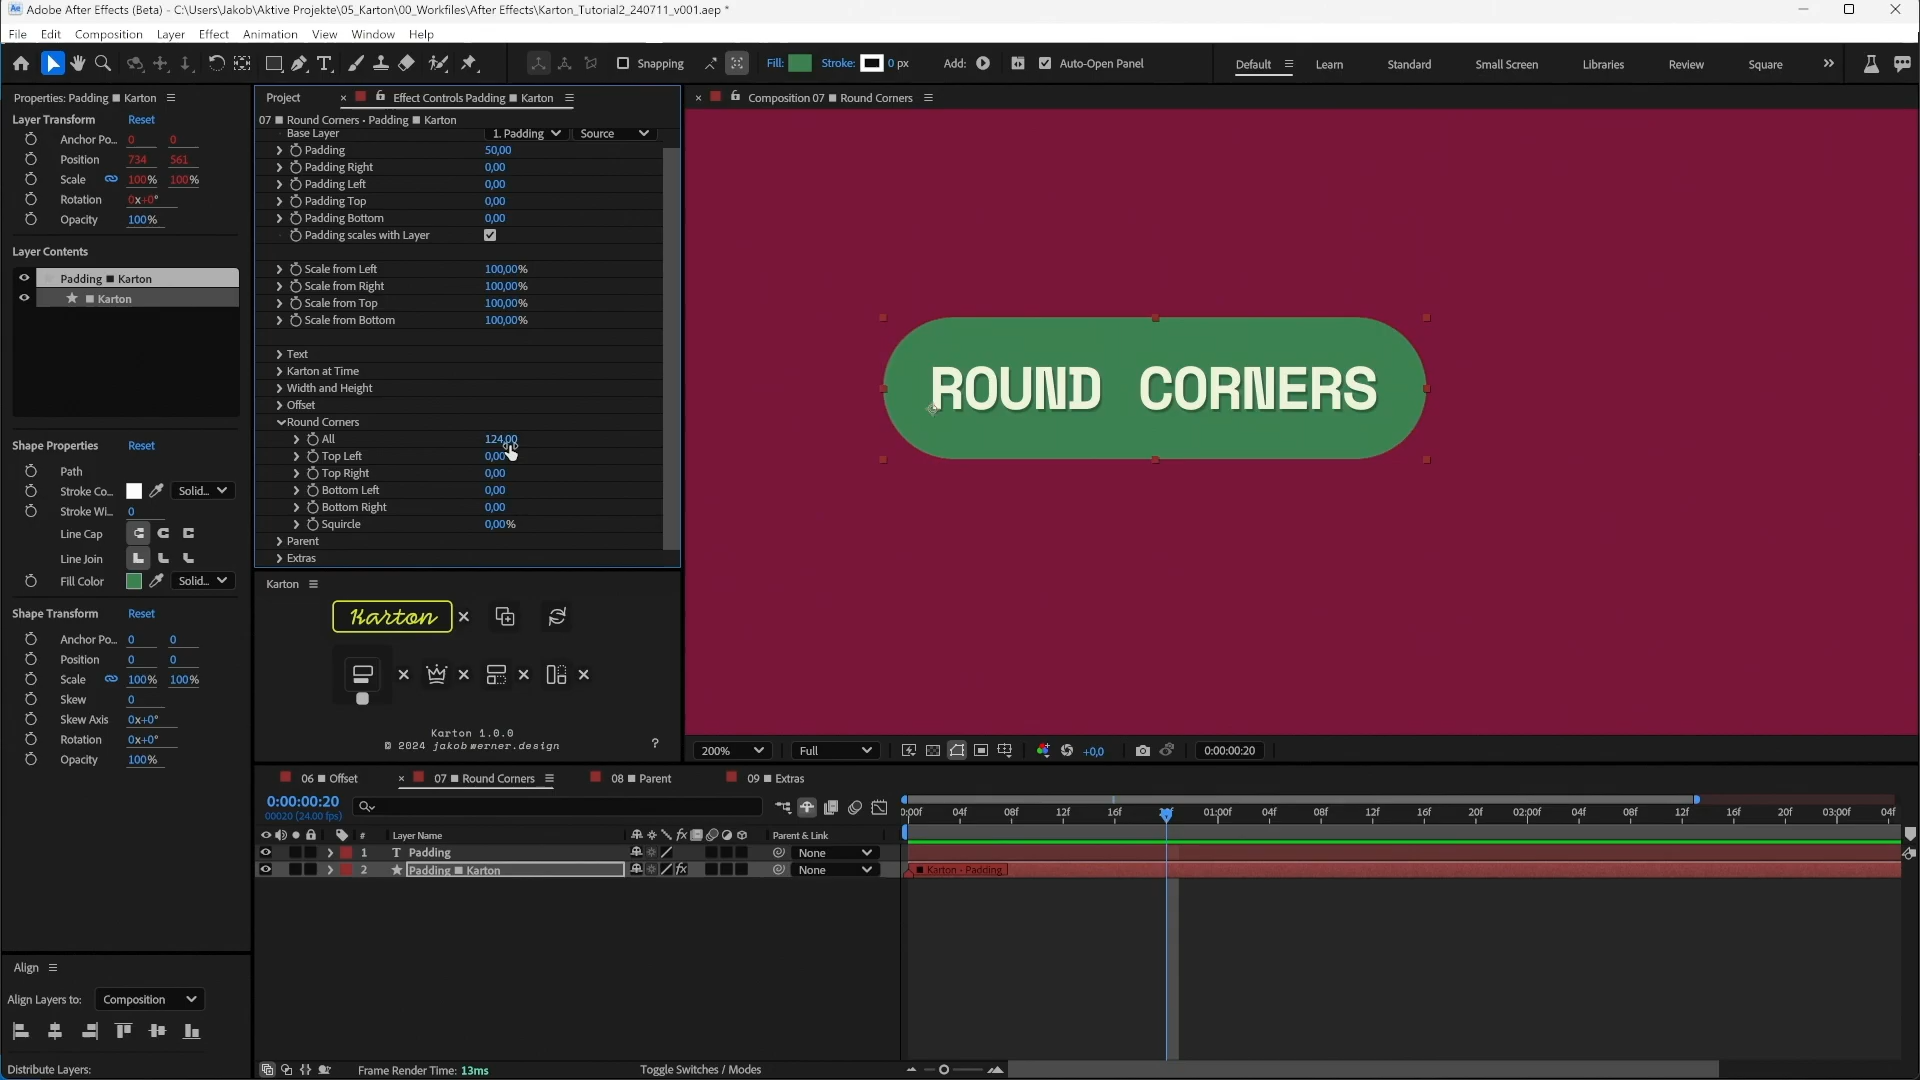 Adobe After Effects (Beta) - C:\Users\Jakob\Aktive Projekte\05_Karton\00_Workfiles\After Effects\Karton_Tutorial2_240711_v001.aep *
File Edit Composition Layer Effect Animation View Window Help
Snapping Fill: Stroke: 0 px Add: Auto-Open Panel Default Learn Standard Small Screen Libraries Review Square
Properties: Padding ■ Karton
Layer Transform Reset
Anchor Po... 0 0
Position 734 561
Scale 100% 100%
Rotation 0x+0°
Opacity 100%
Layer Contents
Padding ■ Karton
■ Karton
Shape Properties Reset
Path
Stroke Co... Solid...
Stroke Wi... 0
Line Cap
Line Join
Fill Color Solid...
Shape Transform Reset
Anchor Po... 0 0
Position 0 0
Scale 100% 100%
Skew 0
Skew Axis 0x+0°
Rotation 0x+0°
Opacity 100%
Align
Align Layers to: Composition
Distribute Layers:
Project Effect Controls Padding ■ Karton
07 ■ Round Corners • Padding ■ Karton
Base Layer 1. Padding Source
Padding 50,00
Padding Right 0,00
Padding Left 0,00
Padding Top 0,00
Padding Bottom 0,00
Padding scales with Layer
Scale from Left 100,00%
Scale from Right 100,00%
Scale from Top 100,00%
Scale from Bottom 100,00%
Text
Karton at Time
Width and Height
Offset
Round Corners
All 124,00
Top Left 0,00
Top Right 0,00
Bottom Left 0,00
Bottom Right 0,00
Squircle 0,00%
Parent
Extras
Karton
Karton
Karton 1.0.0
© 2024 jakobwerner.design
?
Composition 07 ■ Round Corners
ROUND CORNERS
200% Full +0,0 0:00:00:20
06 ■ Offset 07 ■ Round Corners 08 ■ Parent 09 ■ Extras
0:00:00:20
00020 (24.00 fps)
# Layer Name Parent & Link
1 T Padding None
2 Padding ■ Karton None
0:00f 04f 08f 12f 16f 20f 01:00f 04f 08f 12f 16f 20f 02:00f 04f 08f 12f 16f 20f 03:00f 04f
■ Karton - Padding
Frame Render Time: 13ms Toggle Switches / Modes